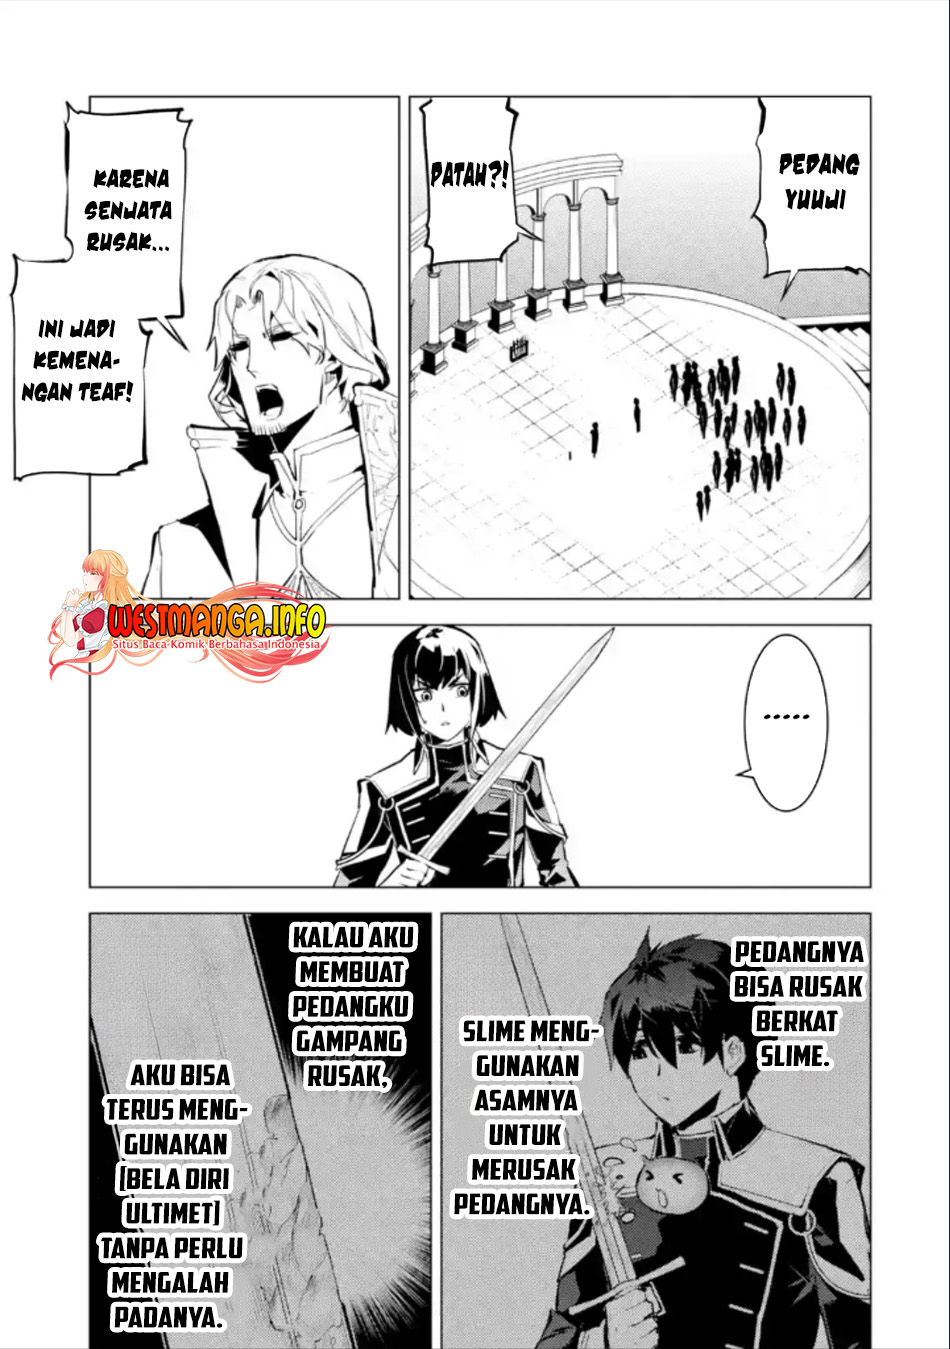 PEDANG
YUUJI
PATAH?!
KARENA
SENJATA
RUSAK...
INI JADI
KEMENA-
NGAN TEAF!
WESTMANGA.INFO
Situs Baca Komik Berbahasa Indonesia
.....
PEDANGNYA
BISA RUSAK
BERKAT
SLIME.
SLIME MENG-
GUNAKAN
ASAMNYA
UNTUK
MERUSAK
PEDANGNYA.
KALAU AKU
MEMBUAT
PEDANGKU
GAMPANG
RUSAK,
AKU BISA
TERUS MENG-
GUNAKAN
[BELA DIRI
ULTIMET]
TANPA PERLU
MENGALAH
PADANYA.